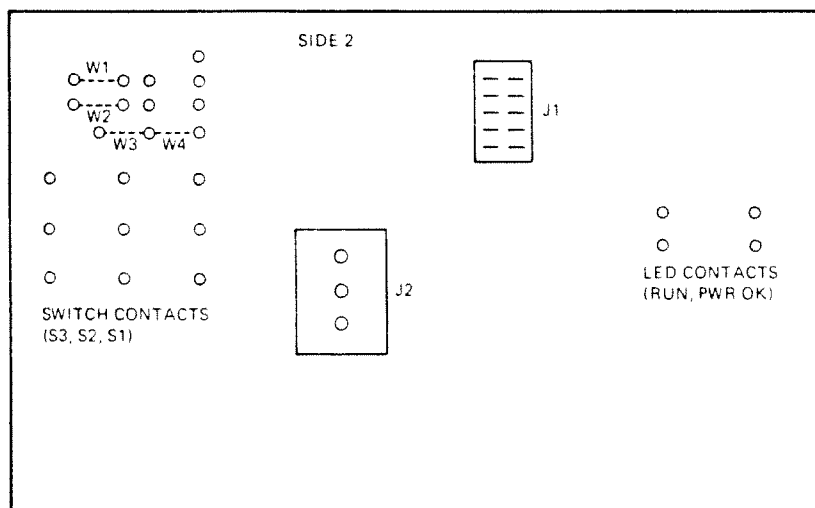 SIDE 2
W1
W2
W3 W4
J1
J2
SWITCH CONTACTS
(S3, S2, S1)
LED CONTACTS
(RUN, PWR OK)